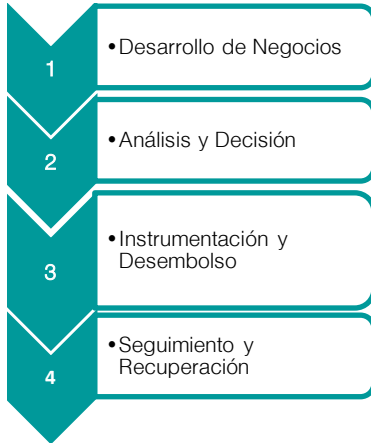 1
•Desarrollo de Negocios
2
•Análisis y Decisión
3
•Instrumentación y
Desembolso
4
•Seguimiento y
Recuperación